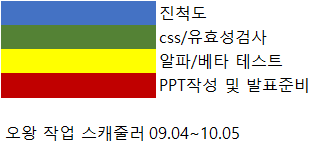 진척도
css/유효성검사
알파/베타 테스트
PPT작성 및 발표준비
오왕 작업 스캐줄러 09.04~10.05